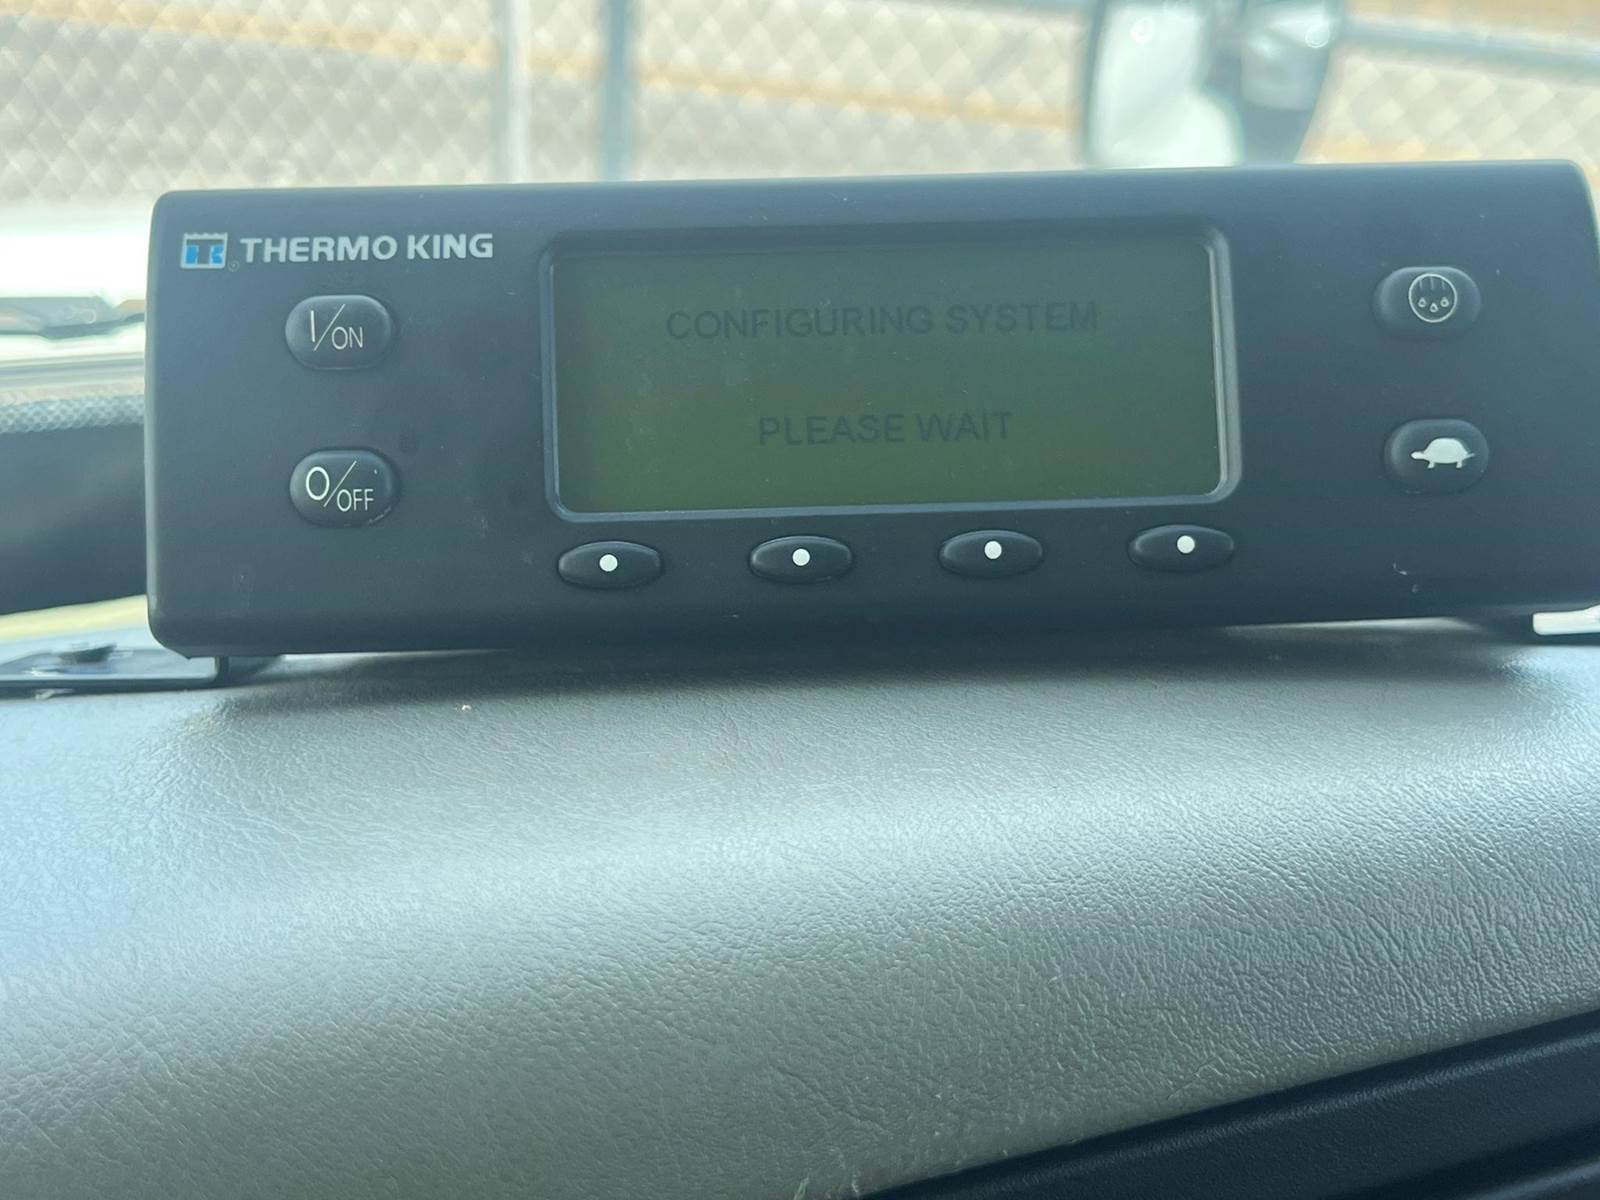 THERMO KING
I/ON
O/OFF
CONFIGURING SYSTEM
PLEASE WAIT